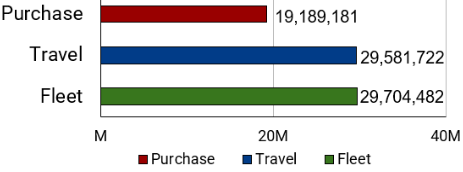 Purchase 19,189,181
Travel 29,581,722
Fleet 29,704,482
M 20M 40M
Purchase Travel Fleet